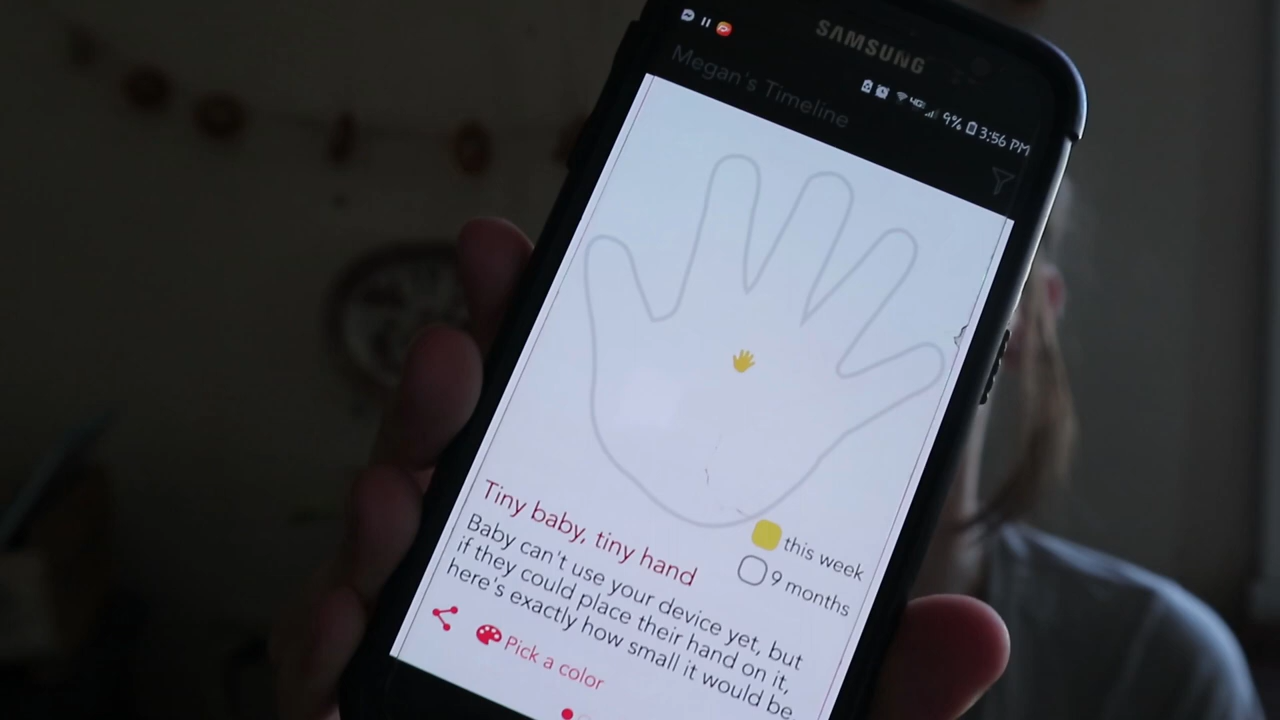 SAMSUNG
4G 9% 3:56 PM
Megan's Timeline
this week
9 months
Tiny baby, tiny hand
Baby can't use your device yet, but
if they could place their hand on it,
here's exactly how small it would be
Pick a color